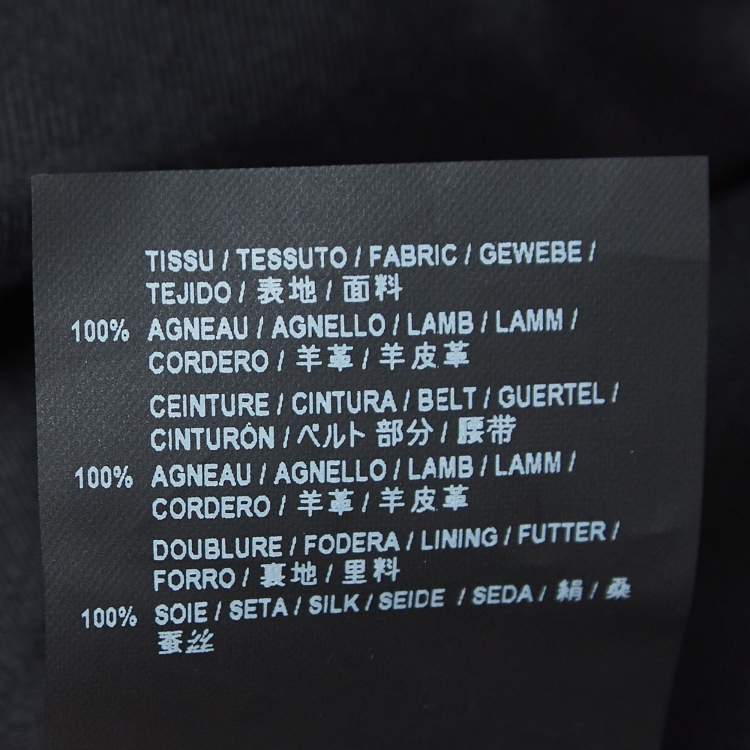 TISSU / TESSUTO / FABRIC / GEWEBE /
TEJIDO / 表地 / 面料
100% AGNEAU / AGNELLO / LAMB / LAMM /
CORDERO / 羊革 / 羊皮革
CEINTURE / CINTURA / BELT / GUERTEL /
CINTURÓN / ベルト 部分 / 腰带
100% AGNEAU / AGNELLO / LAMB / LAMM /
CORDERO / 羊革 / 羊皮革
DOUBLURE / FODERA / LINING / FUTTER /
FORRO / 裏地 / 里料
100% SOIE / SETA / SILK / SEIDE / SEDA / 絹 / 桑
蚕丝